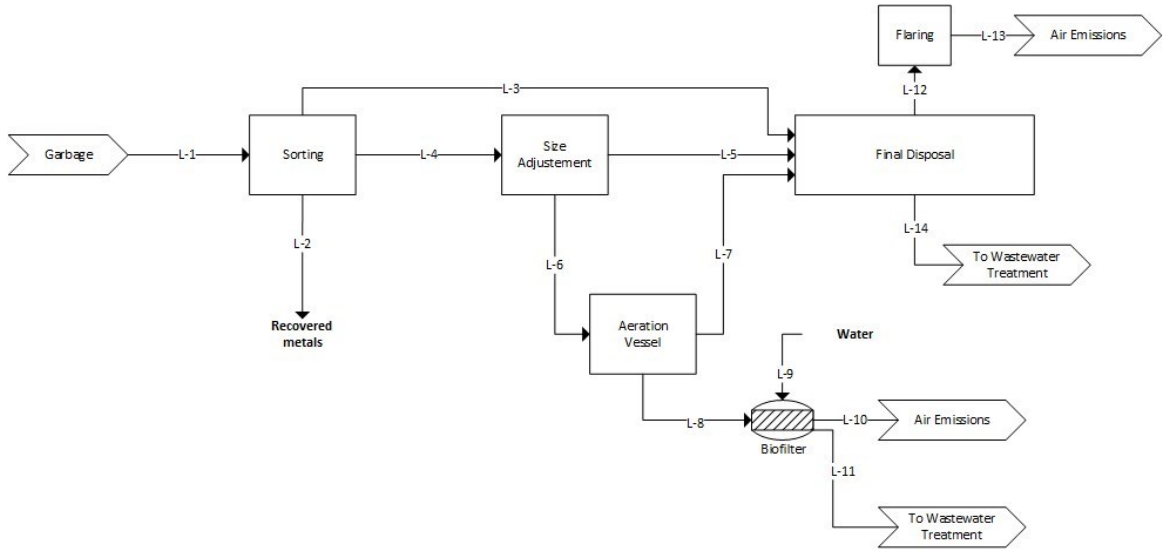 Flaring
L-13
Air Emissions
L-3
L-12
Garbage
L-1
Sorting
L-4
Size
Adjustement
L-5
Final Disposal
L-2
L-6
L-7
L-14
To Wastewater
Treatment
Recovered
metals
Aeration
Vessel
Water
L-9
L-8
L-10
Air Emissions
Biofilter
L-11
To Wastewater
Treatment